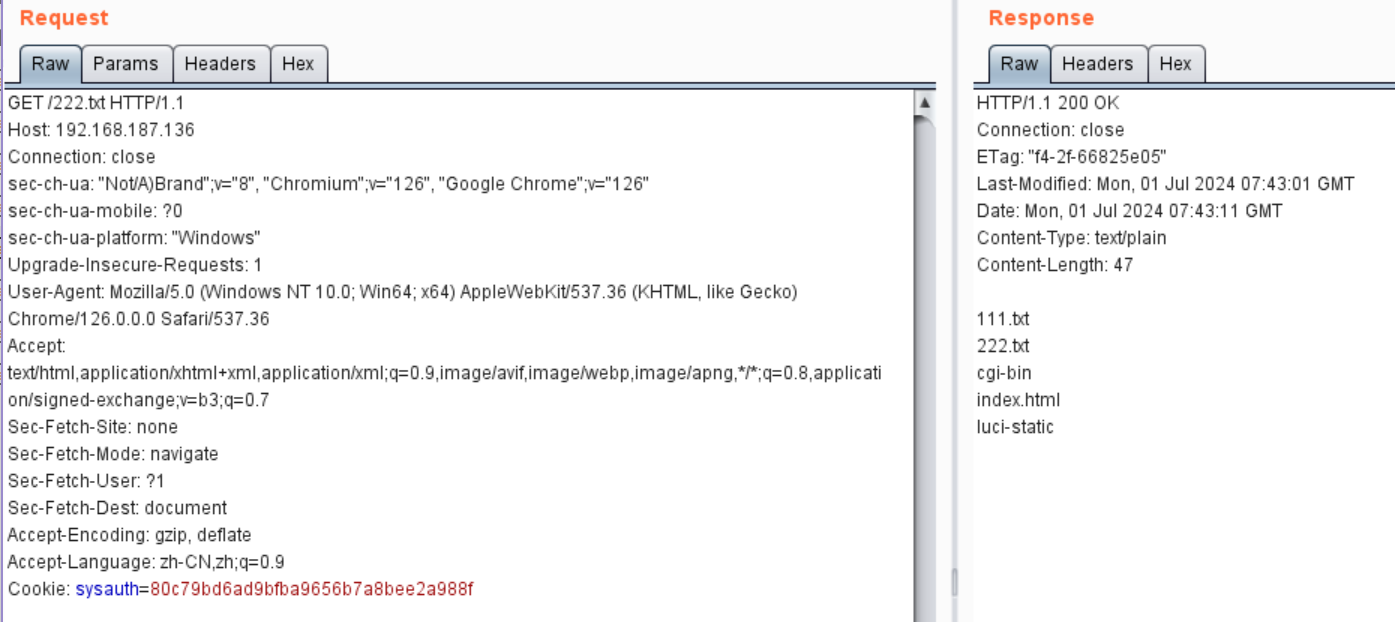 Request
Raw Params Headers Hex
GET /222.txt HTTP/1.1
Host: 192.168.187.136
Connection: close
sec-ch-ua: "Not/A)Brand";v="8", "Chromium";v="126", "Google Chrome";v="126"
sec-ch-ua-mobile: ?0
sec-ch-ua-platform: "Windows"
Upgrade-Insecure-Requests: 1
User-Agent: Mozilla/5.0 (Windows NT 10.0; Win64; x64) AppleWebKit/537.36 (KHTML, like Gecko)
Chrome/126.0.0.0 Safari/537.36
Accept:
text/html,application/xhtml+xml,application/xml;q=0.9,image/avif,image/webp,image/apng,*/*;q=0.8,applicati
on/signed-exchange;v=b3;q=0.7
Sec-Fetch-Site: none
Sec-Fetch-Mode: navigate
Sec-Fetch-User: ?1
Sec-Fetch-Dest: document
Accept-Encoding: gzip, deflate
Accept-Language: zh-CN,zh;q=0.9
Cookie: sysauth=80c79bd6ad9bfba9656b7a8bee2a988f
Response
Raw Headers Hex
HTTP/1.1 200 OK
Connection: close
ETag: "f4-2f-66825e05"
Last-Modified: Mon, 01 Jul 2024 07:43:01 GMT
Date: Mon, 01 Jul 2024 07:43:11 GMT
Content-Type: text/plain
Content-Length: 47
111.txt
222.txt
cgi-bin
index.html
luci-static